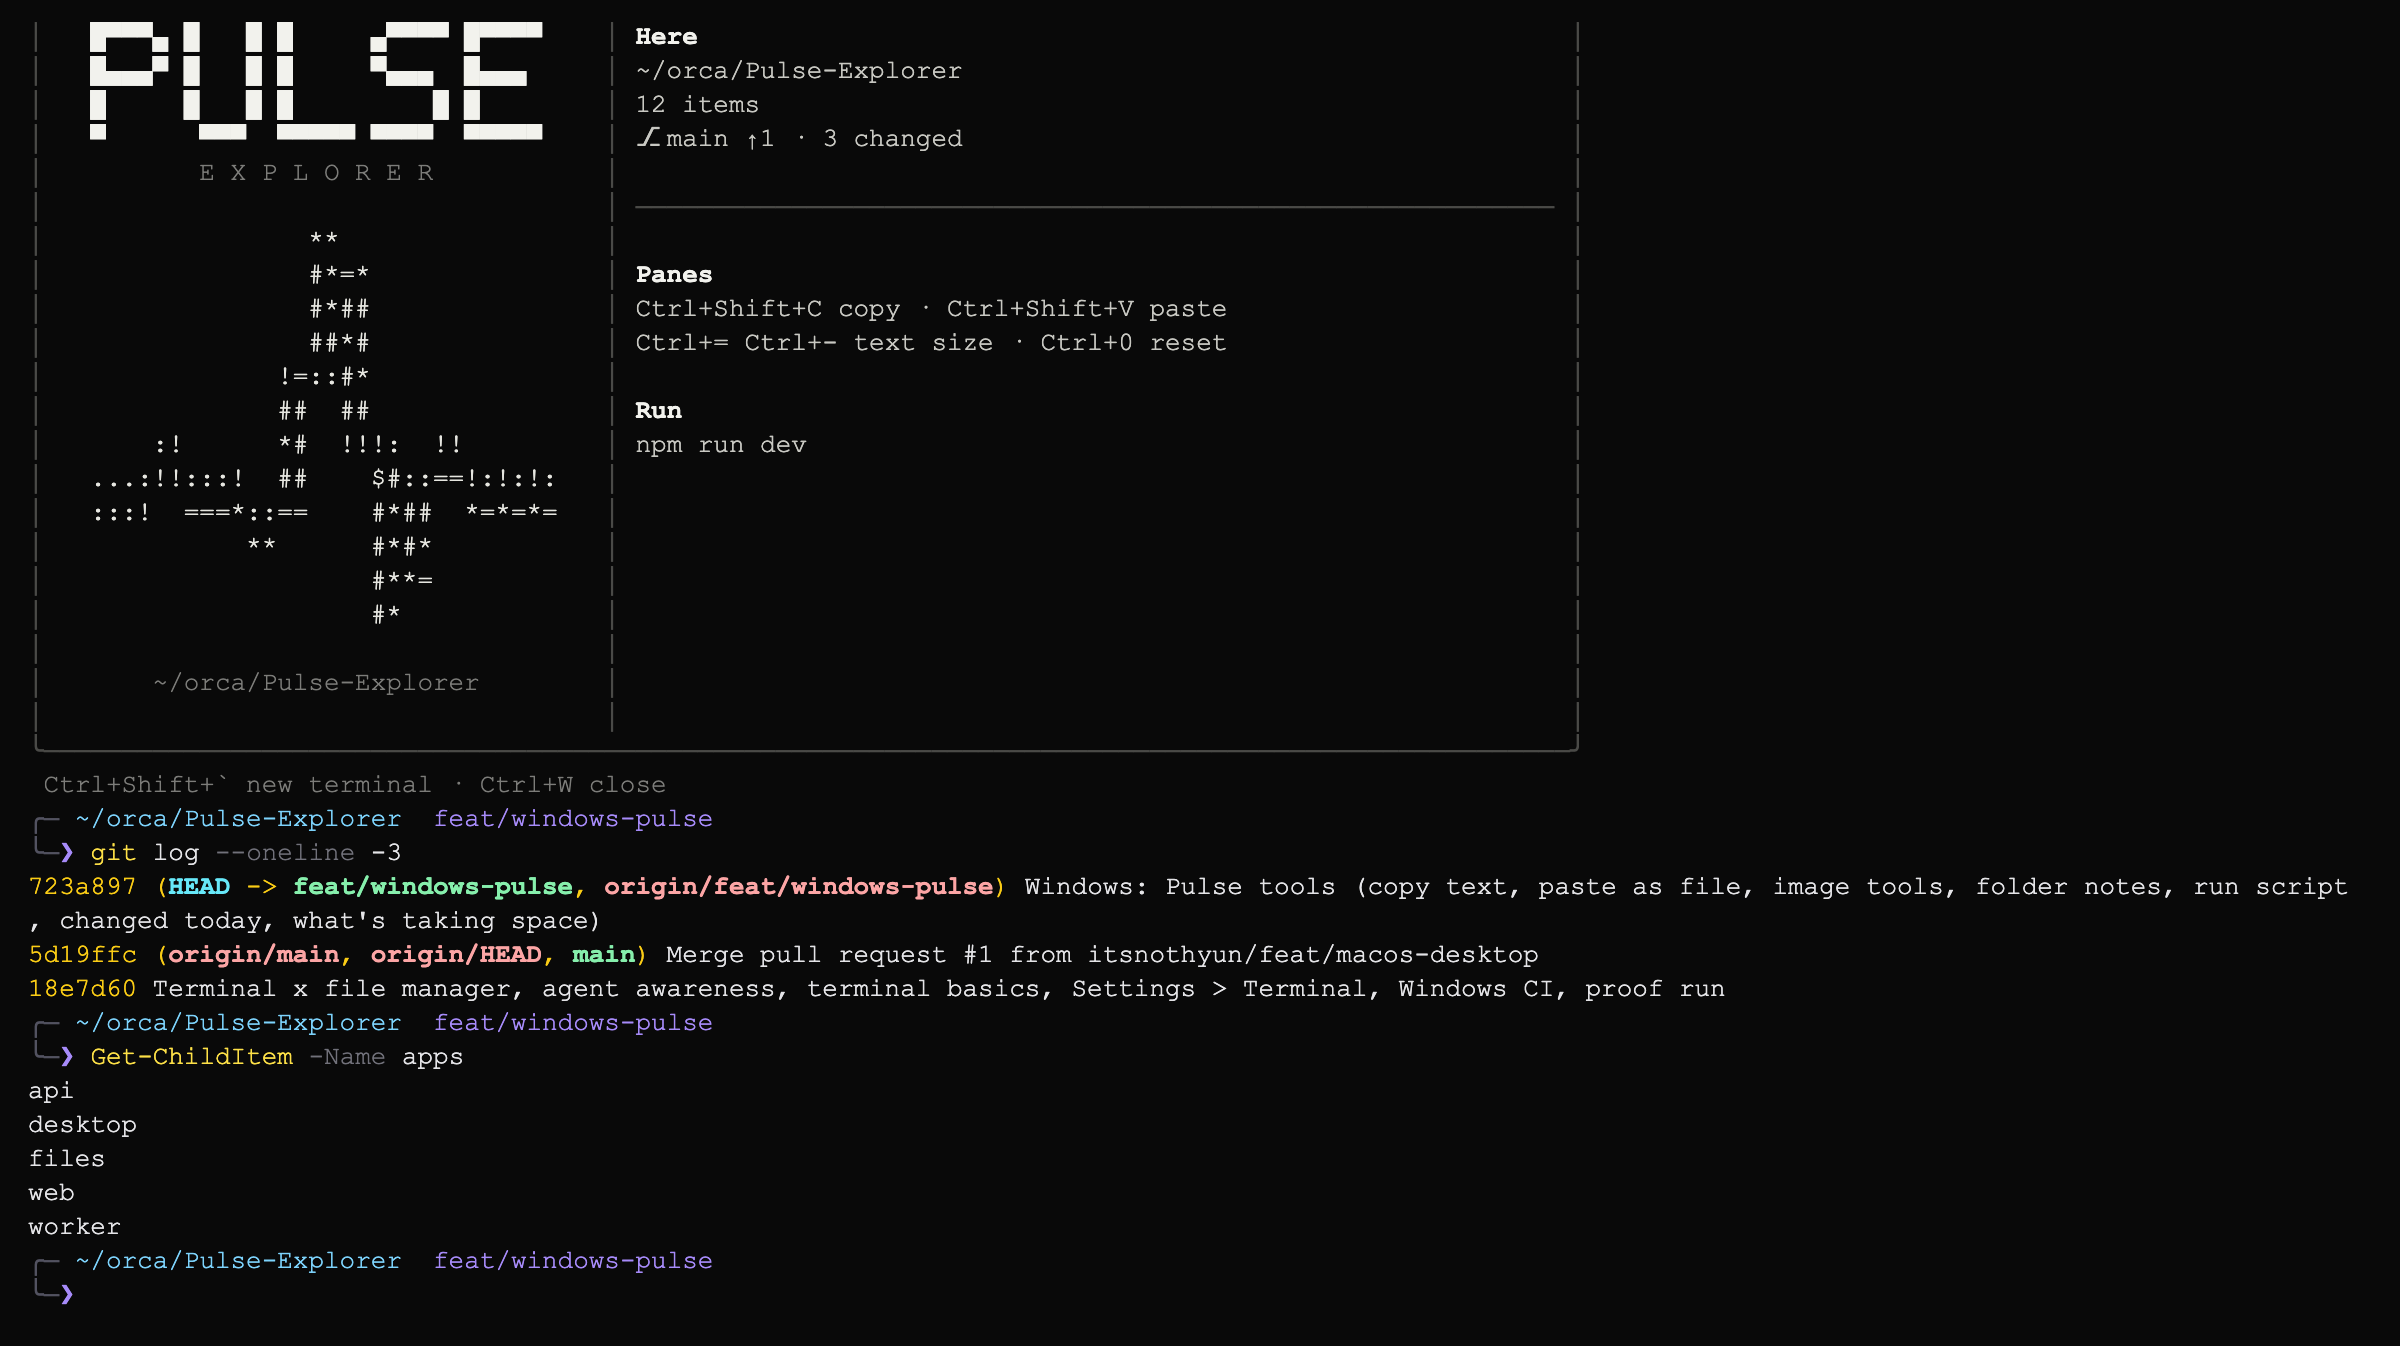 PULSE
EXPLORER
**
#*=*
#*##
##*#
!=::#*
## ##
:! *# !!!: !!
...:!!:::! ## $#::==!:!:!:
:::! ===*::== #*## *=*=*=
** #*#*
#**=
#*
~/orca/Pulse-Explorer
Here
~/orca/Pulse-Explorer
12 items
main ↑1 · 3 changed
Panes
Ctrl+Shift+C copy · Ctrl+Shift+V paste
Ctrl+= Ctrl+- text size · Ctrl+0 reset
Run
npm run dev
Ctrl+Shift+` new terminal · Ctrl+W close
~/orca/Pulse-Explorer feat/windows-pulse
❯ git log --oneline -3
723a897 (HEAD -> feat/windows-pulse, origin/feat/windows-pulse) Windows: Pulse tools (copy text, paste as file, image tools, folder notes, run script
, changed today, what's taking space)
5d19ffc (origin/main, origin/HEAD, main) Merge pull request #1 from itsnothyun/feat/macos-desktop
18e7d60 Terminal x file manager, agent awareness, terminal basics, Settings > Terminal, Windows CI, proof run
~/orca/Pulse-Explorer feat/windows-pulse
❯ Get-ChildItem -Name apps
api
desktop
files
web
worker
~/orca/Pulse-Explorer feat/windows-pulse
❯